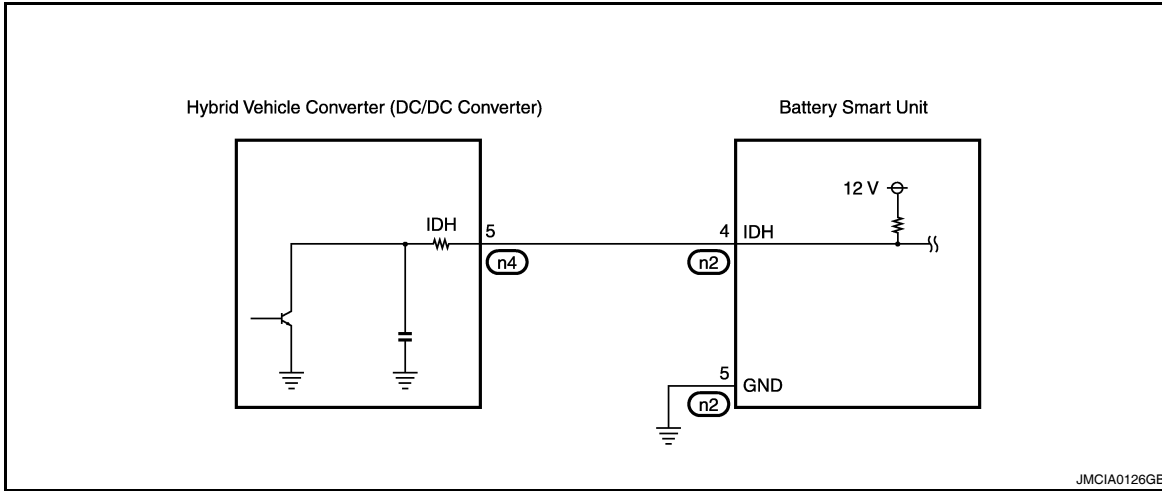 Hybrid Vehicle Converter (DC/DC Converter)
Battery Smart Unit
12 V
IDH
5
4
IDH
n4
n2
5
GND
n2
JMCIA0126GB